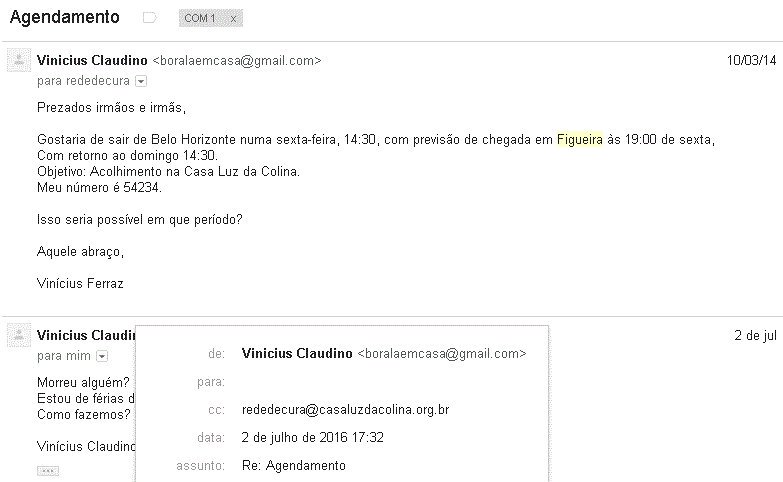 Agendamento COM 1 x
Vinicius Claudino <boralaemcasa@gmail.com> 10/03/14
para rededecura
Prezados irmãos e irmãs,
Gostaria de sair de Belo Horizonte numa sexta-feira, 14:30, com previsão de chegada em Figueira às 19:00 de sexta,
Com retorno ao domingo 14:30.
Objetivo: Acolhimento na Casa Luz da Colina.
Meu número é 54234.
Isso seria possível em que período?
Aquele abraço,
Vinícius Ferraz
Vinicius Claudin 2 de jul
para mim
Morreu alguém?
Estou de férias d
Como fazemos?
Vinícius Claudino
de: Vinicius Claudino <boralaemcasa@gmail.com>
para:
cc: rededecura@casaluzdacolina.org.br
data: 2 de julho de 2016 17:32
assunto: Re: Agendamento